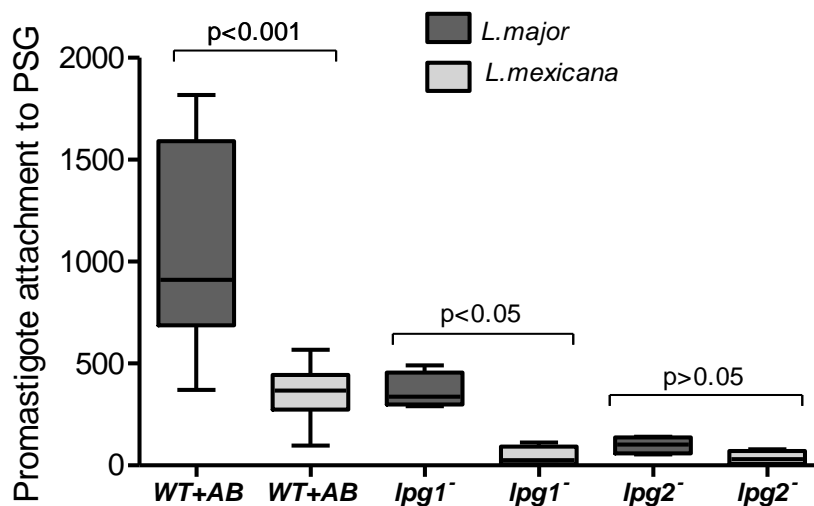 p<0.001
L.major
L.mexicana
Promastigote attachment to PSG
2000
1500
1000
500
0
p<0.05
p>0.05
WT+AB WT+AB lpg1⁻ lpg1⁻ lpg2⁻ lpg2⁻